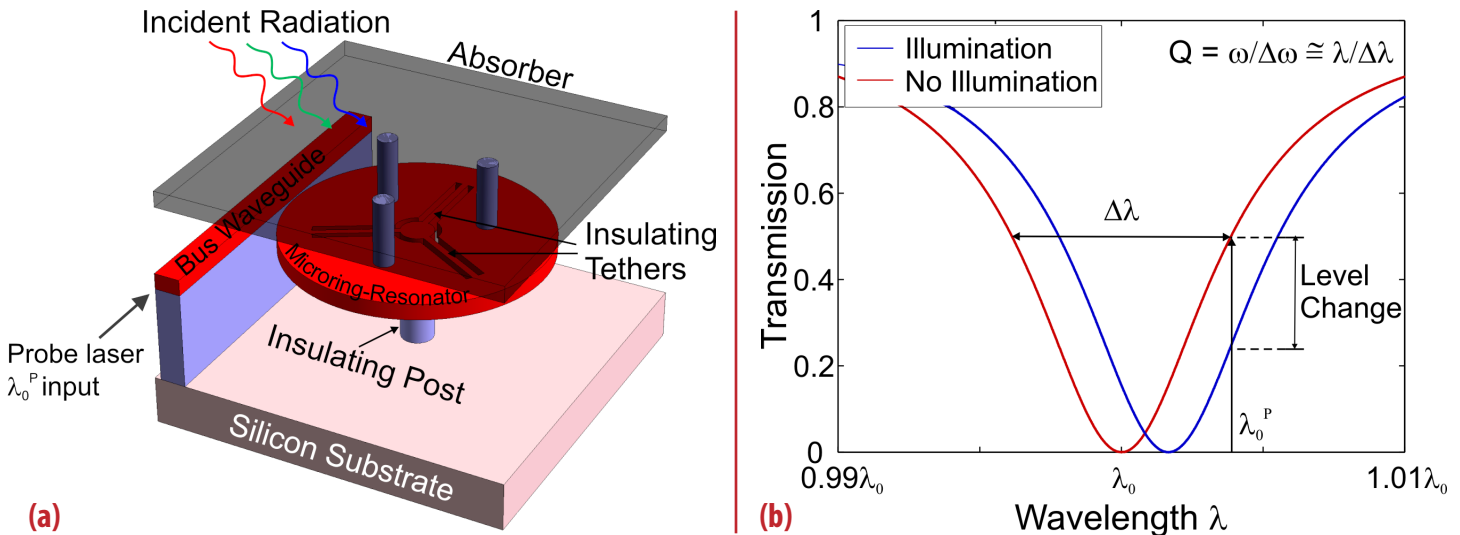 Incident Radiation
Absorber
Bus Waveguide
Insulating
Tethers
Microring-Resonator
Insulating Post
Probe laser
λ₀ᴾ input
Silicon Substrate
(a)
1
0.8
0.6
0.4
0.2
0
Transmission
Illumination
No Illumination
Q = ω/Δω ≅ λ/Δλ
Δλ
Level
Change
λ₀ᴾ
0.99λ₀
λ₀
1.01λ₀
Wavelength λ
(b)